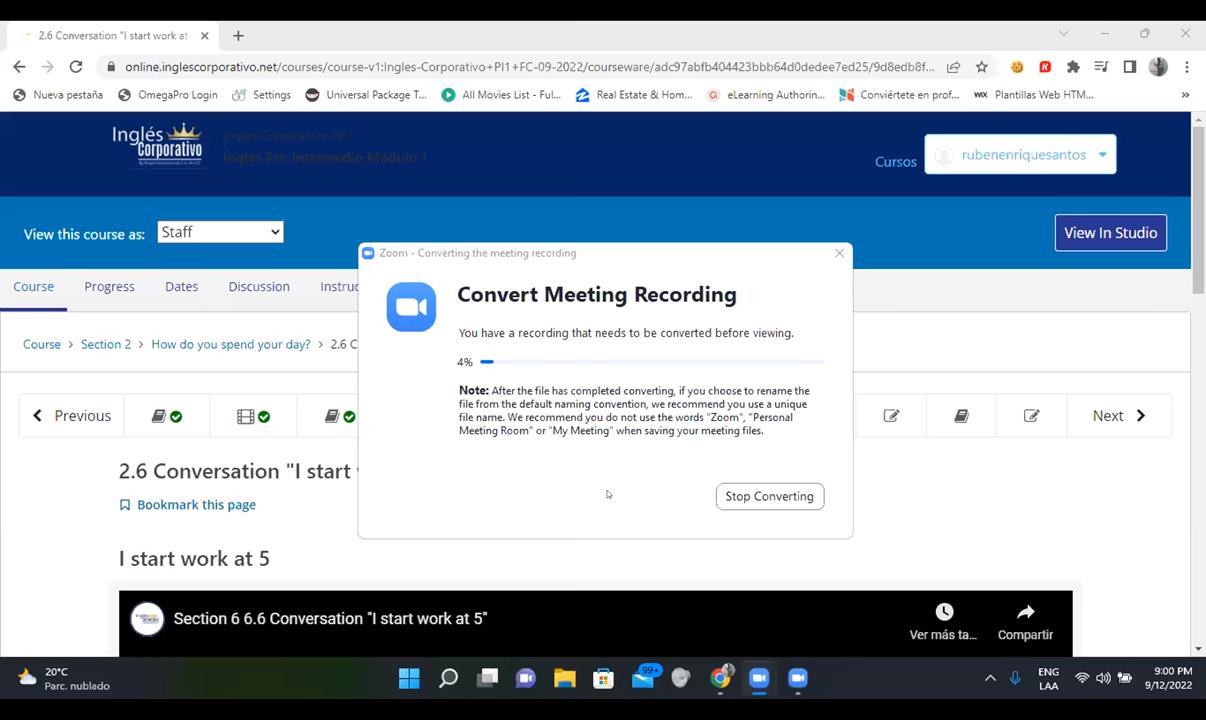 2.6 Conversation "I start work at
online.inglescorporativo.net/courses/course-v1:Ingles-Corporativo+PI1+FC-09-2022/courseware/adc97abfb404423bbb64d0dedee7ed25/9d8edb8f...
Nueva pestaña
OmegaPro Login
Settings
Universal Package T...
All Movies List - Ful...
Real Estate & Hom...
eLearning Authorin...
Conviértete en prof...
WIX Plantillas Web HTM...
»
Inglés Corporativo
Ingles-Corporativo: PI1
Inglés Pre-Intermedio Módulo 1
Cursos
rubenenriquesantos
View this course as:
Staff
View In Studio
Course
Progress
Dates
Discussion
Instruc
Zoom - Converting the meeting recording
Convert Meeting Recording
You have a recording that needs to be converted before viewing.
4%
Note: After the file has completed converting, if you choose to rename the
file from the default naming convention, we recommend you use a unique
file name. We recommend you do not use the words "Zoom", "Personal
Meeting Room" or "My Meeting" when saving your meeting files.
Stop Converting
Course > Section 2 > How do you spend your day? > 2.6 C
Previous
Next
2.6 Conversation "I start
Bookmark this page
I start work at 5
Section 6 6.6 Conversation "I start work at 5"
Ver más ta...
Compartir
20°C
Parc. nublado
99+
ENG
LAA
9:00 PM
9/12/2022